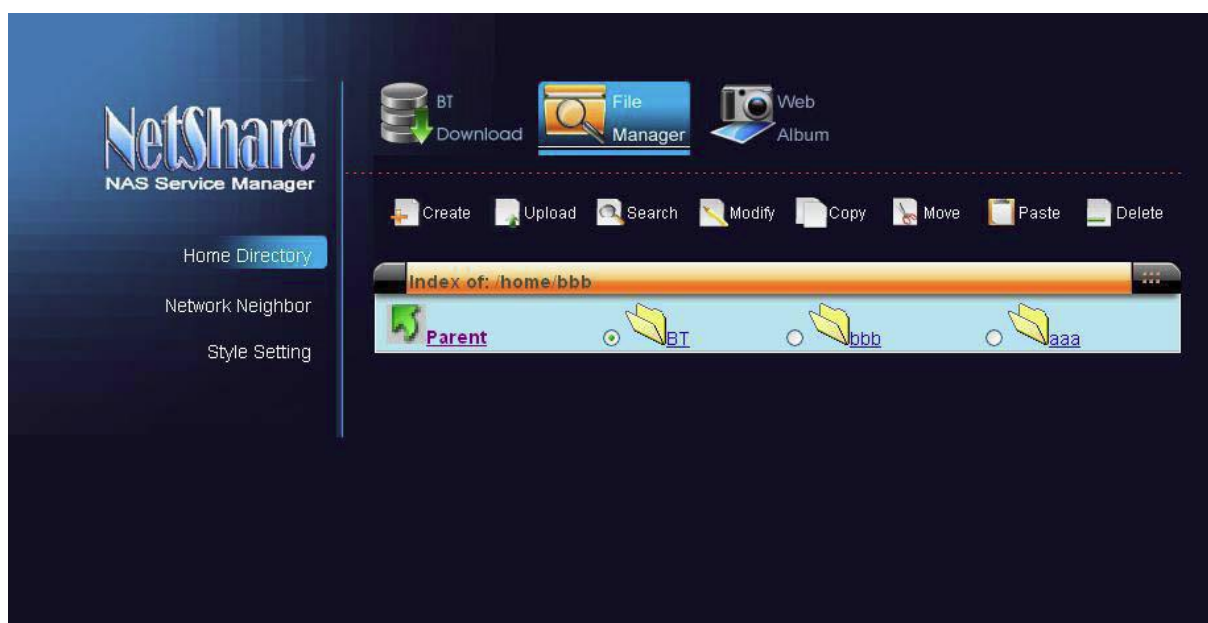 NetShare
NAS Service Manager
Home Directory
Network Neighbor
Style Setting
BT
Download
File
Manager
Web
Album
Create Upload Search Modify Copy Move Paste Delete
Index of: /home/bbb
Parent BT bbb aaa